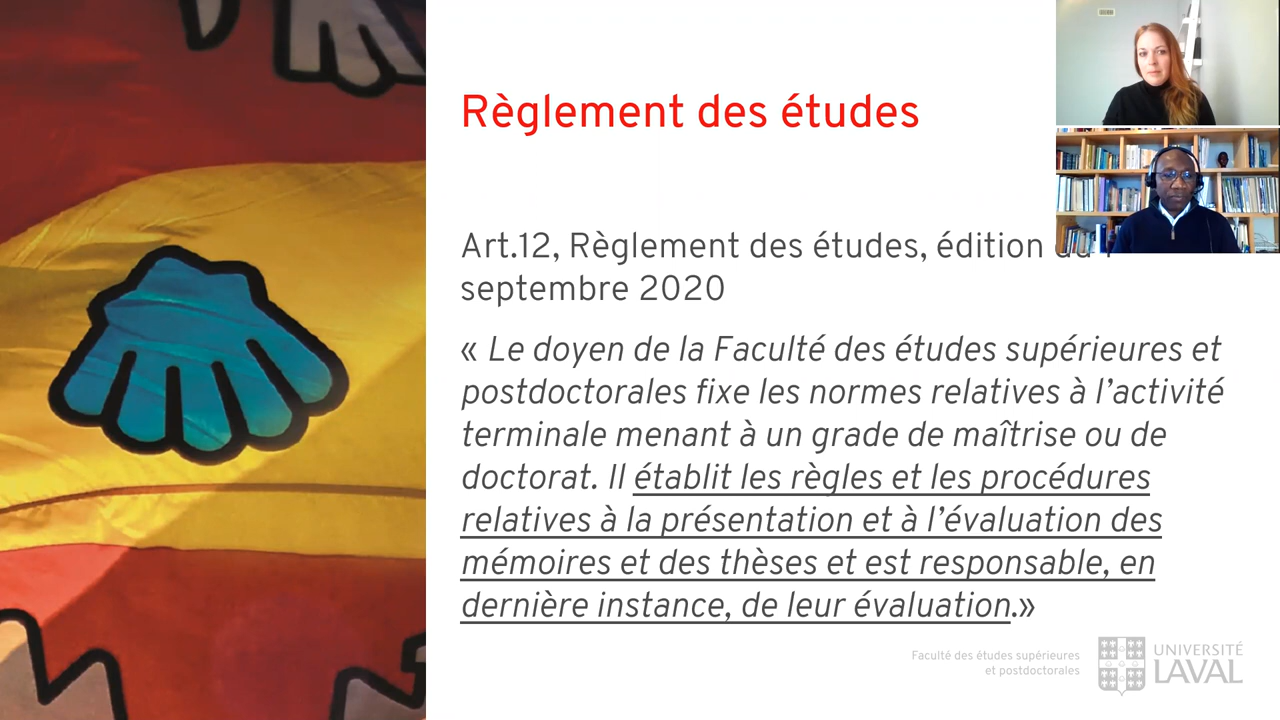 Règlement des études
Art.12, Règlement des études, édition
septembre 2020
« Le doyen de la Faculté des études supérieures et
postdoctorales fixe les normes relatives à l’activité
terminale menant à un grade de maîtrise ou de
doctorat. Il établit les règles et les procédures
relatives à la présentation et à l’évaluation des
mémoires et des thèses et est responsable, en
dernière instance, de leur évaluation.»
Faculté des études supérieures
et postdoctorales
UNIVERSITÉ
LAVAL